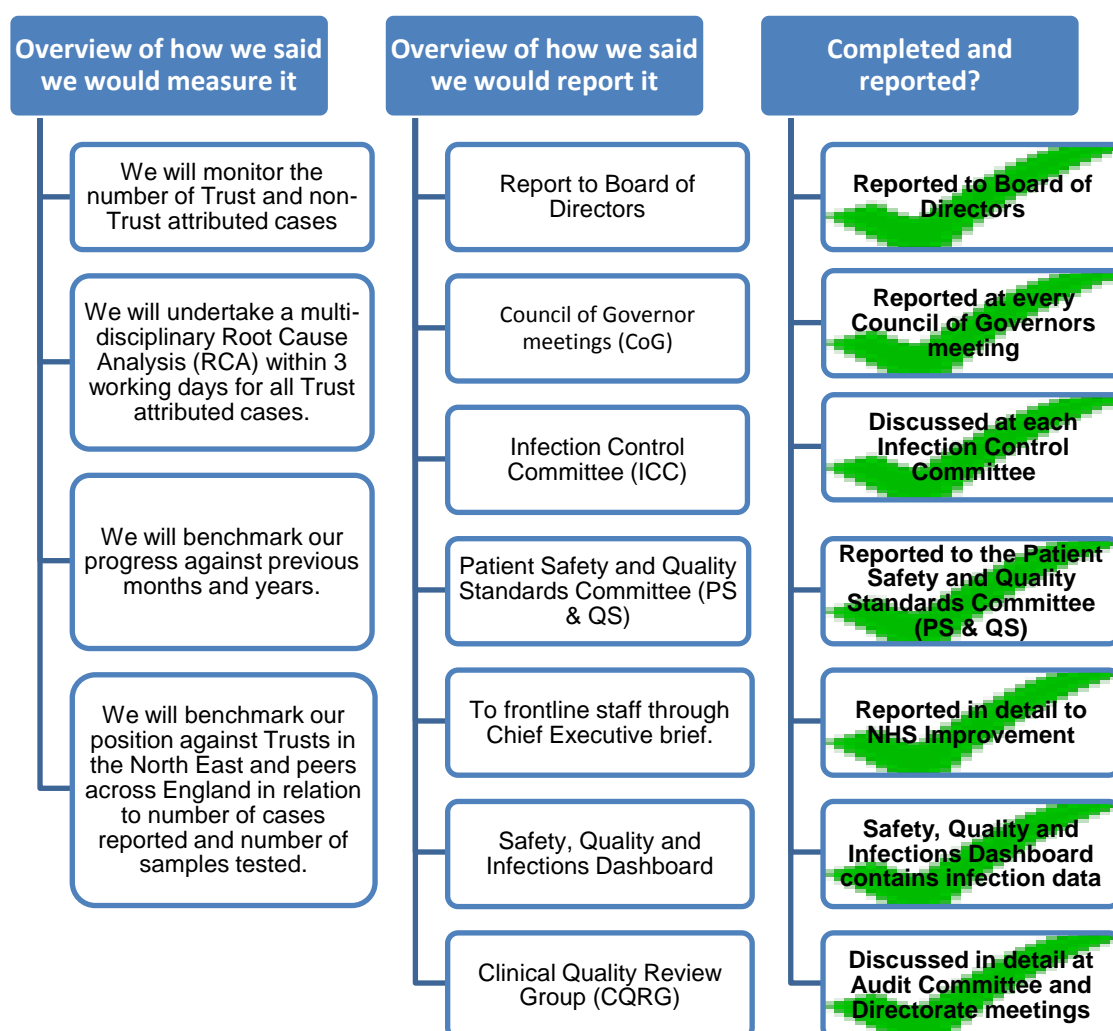 Overview of how we said
we would measure it
We will monitor the
number of Trust and non-
Trust attributed cases
We will undertake a multi-
disciplinary Root Cause
Analysis (RCA) within 3
working days for all Trust
attributed cases.
We will benchmark our
progress against previous
months and years.
We will benchmark our
position against Trusts in
the North East and peers
across England in relation
to number of cases
reported and number of
samples tested.
Overview of how we said
we would report it
Report to Board of
Directors
Council of Governor
meetings (CoG)
Infection Control
Committee (ICC)
Patient Safety and Quality
Standards Committee (PS
& QS)
To frontline staff through
Chief Executive brief.
Safety, Quality and
Infections Dashboard
Clinical Quality Review
Group (CQRG)
Completed and
reported?
Reported to Board of
Directors
Reported at every
Council of Governors
meeting
Discussed at each
Infection Control
Committee
Reported to the Patient
Safety and Quality
Standards Committee
(PS & QS)
Reported in detail to
NHS Improvement
Safety, Quality and
Infections Dashboard
contains infection data
Discussed in detail at
Audit Committee and
Directorate meetings